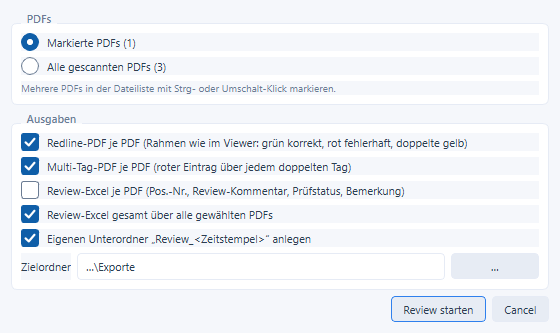 PDFs
Markierte PDFs (1)
Alle gescannten PDFs (3)
Mehrere PDFs in der Dateiliste mit Strg- oder Umschalt-Klick markieren.
Ausgaben
Redline-PDF je PDF (Rahmen wie im Viewer: grün korrekt, rot fehlerhaft, doppelte gelb)
Multi-Tag-PDF je PDF (roter Eintrag über jedem doppelten Tag)
Review-Excel je PDF (Pos.-Nr., Review-Kommentar, Prüfstatus, Bemerkung)
Review-Excel gesamt über alle gewählten PDFs
Eigenen Unterordner „Review_<Zeitstempel>“ anlegen
Zielordner ...\Exporte ...
Review starten Cancel